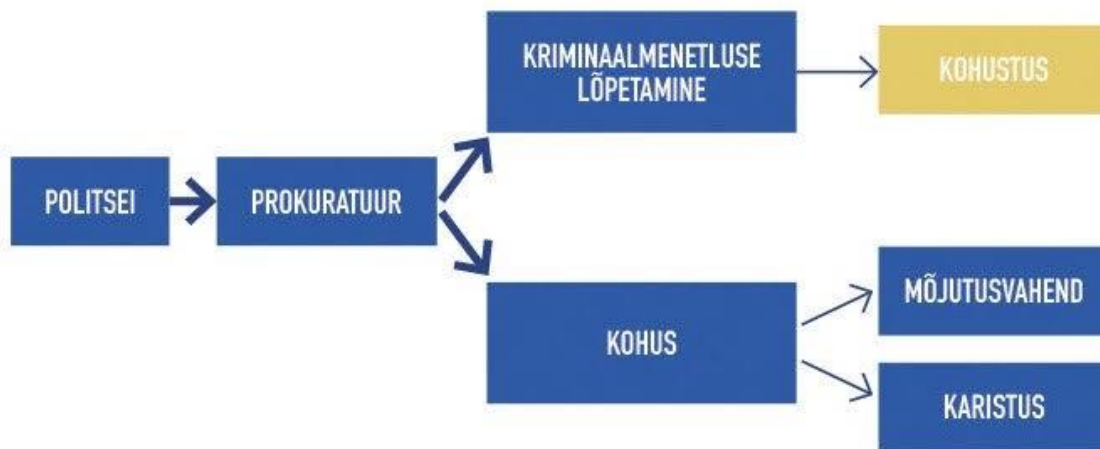 POLITSEI
PROKURATUUR
KRIMINAALMENETLUSE
LÕPETAMINE
KOHUSTUS
KOHUS
MÕJUTUSVAHEND
KARISTUS